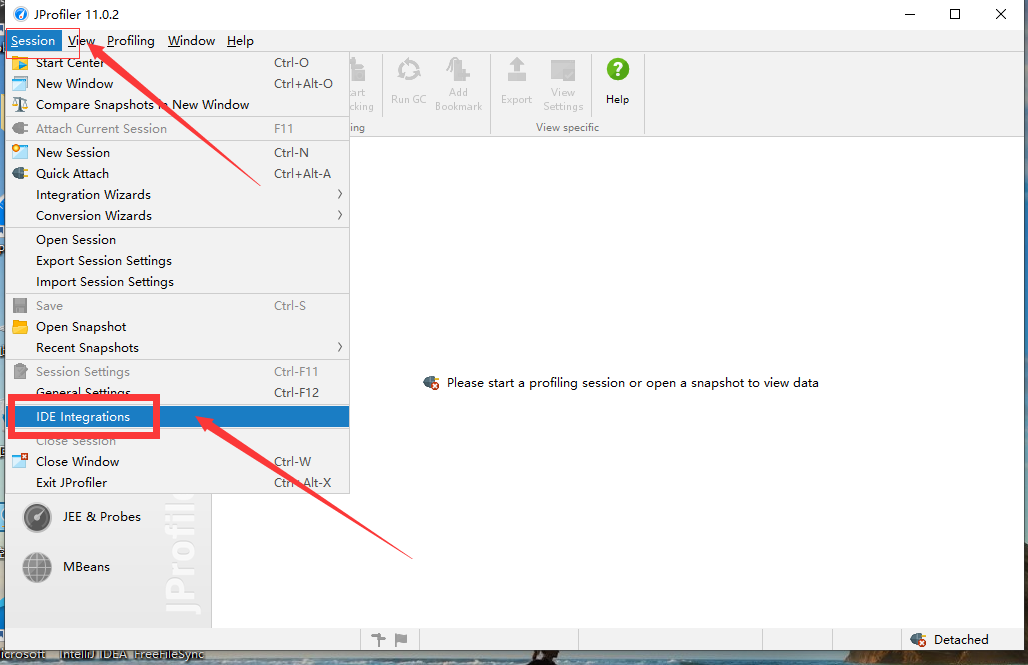 JProfiler 11.0.2
Session View Profiling Window Help
Start Center Ctrl-O
New Window Ctrl+Alt-O
Compare Snapshots in New Window
Attach Current Session F11
New Session Ctrl-N
Quick Attach Ctrl+Alt-A
Integration Wizards
Conversion Wizards
Open Session
Export Session Settings
Import Session Settings
Save Ctrl-S
Open Snapshot
Recent Snapshots
Session Settings Ctrl-F11
General Settings Ctrl-F12
IDE Integrations
Close Session
Close Window Ctrl-W
Exit JProfiler Ctrl+Alt-X
art
cking
Run GC
Add
Bookmark
Export
View
Settings
Help
ing
View specific
Please start a profiling session or open a snapshot to view data
JEE & Probes
MBeans
JProfile
Detached
icrosoft IntelliJ IDEA FreeFileSync